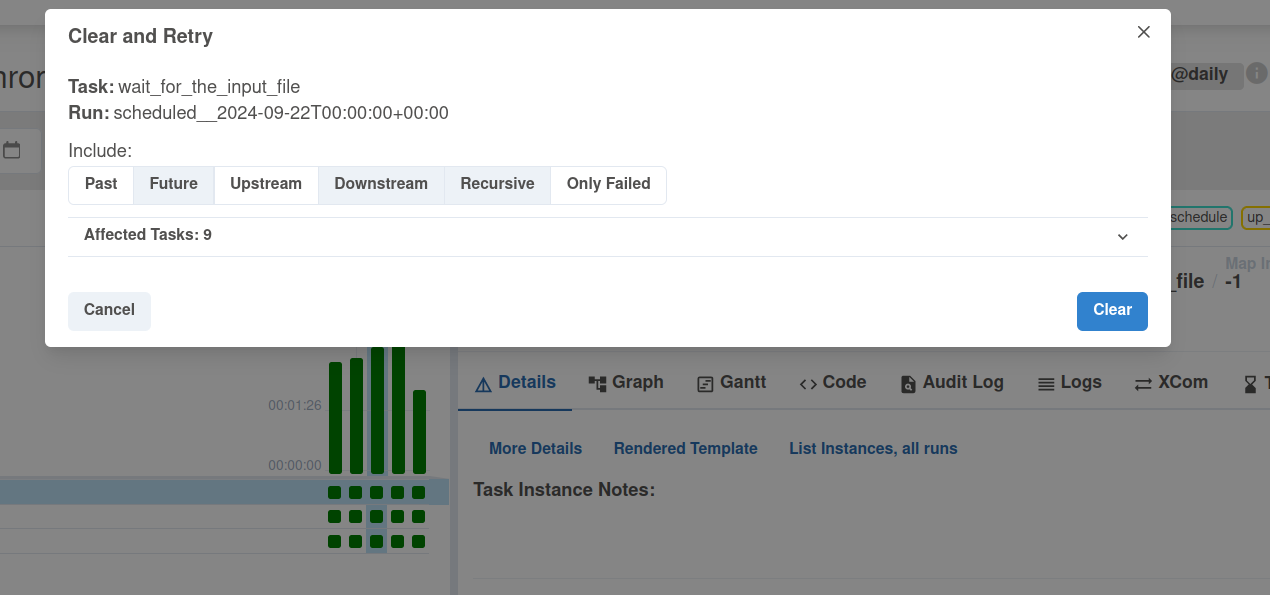 Clear and Retry
Task: wait_for_the_input_file
Run: scheduled__2024-09-22T00:00:00+00:00
Include:
Past Future Upstream Downstream Recursive Only Failed
Affected Tasks: 9
Cancel Clear
@daily
schedule up_
Map In
_file / -1
00:01:26
00:00:00
Details Graph Gantt Code Audit Log Logs XCom T
More Details Rendered Template List Instances, all runs
Task Instance Notes: